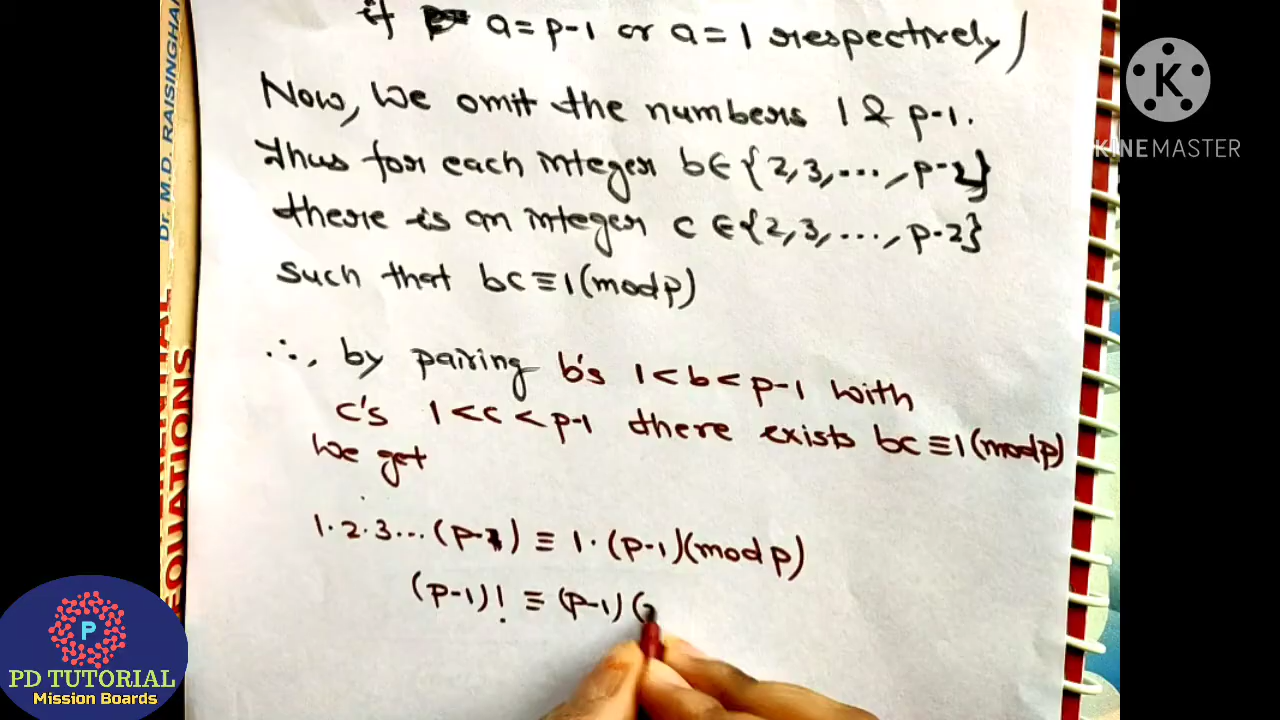 if a = p-1 or a = 1 respectively)
Now, we omit the numbers 1 & p-1.
Thus for each integer b ∈ {2, 3, ..., p-2}
there is an integer c ∈ {2, 3, ..., p-2}
such that bc ≡ 1 (mod p)
∴, by pairing b's 1 < b < p-1 with
c's 1 < c < p-1 there exists bc ≡ 1 (mod p)
we get
1·2·3...(p-1) ≡ 1·(p-1)(mod p)
(p-1)! ≡ (p-1) (
Dr. M.D. RAISINGHAN
EQUATIONS
K
KINEMASTER
P
PD TUTORIAL
Mission Boards